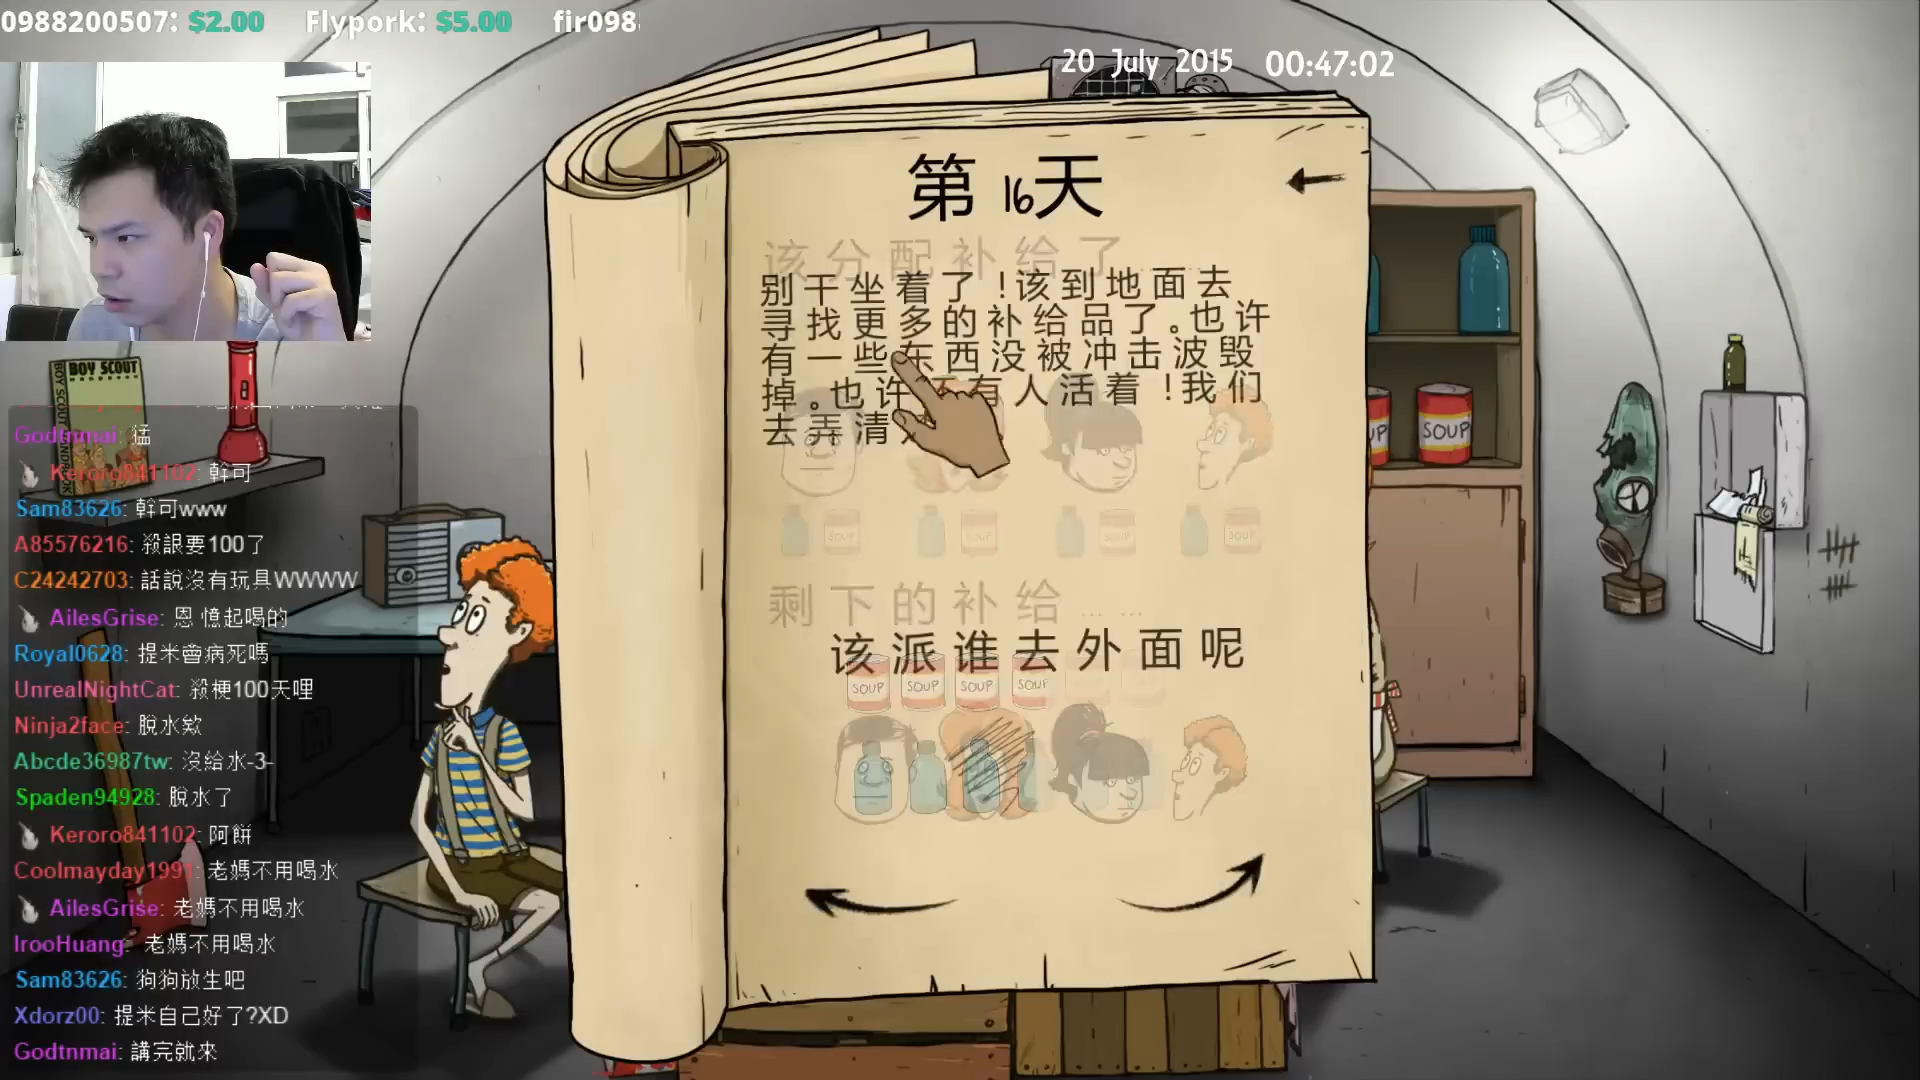 0988200507: $2.00 Flypork: $5.00 fir098
20 July 2015 00:47:02
BOY SCOUT
Godtnmai: 猛
Keroro841102: 幹可
Sam83626: 幹可www
A85576216: 殺誏要100了
C24242703: 話說沒有玩具WWWW
AilesGrise: 恩 憶起喝的
Royal0628: 提米會病死嗎
UnrealNightCat: 殺梗100天哩
Ninja2face: 脫水欸
Abcde36987tw: 沒給水-3-
Spaden94928: 脫水了
Keroro841102: 阿餅
Coolmayday1991: 老媽不用喝水
AilesGrise: 老媽不用喝水
IrooHuang: 老媽不用喝水
Sam83626: 狗狗放生吧
Xdorz00: 提米自己好了?XD
Godtnmai: 講完就來
第 16天
该分配补给了......
别干坐着了!该到地面去
寻找更多的补给品了。也许
有一些东西没被冲击波毁
掉。也许 有人活着!我们
去弄清
SOUP SOUP SOUP SOUP
剩下的补给 ... ...
该派谁去外面呢
SOUP SOUP SOUP SOUP
UP SOUP